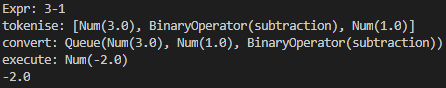 Expr: 3-1
tokenise: [Num(3.0), BinaryOperator(subtraction), Num(1.0)]
convert: Queue(Num(3.0), Num(1.0), BinaryOperator(subtraction))
execute: Num(-2.0)
-2.0